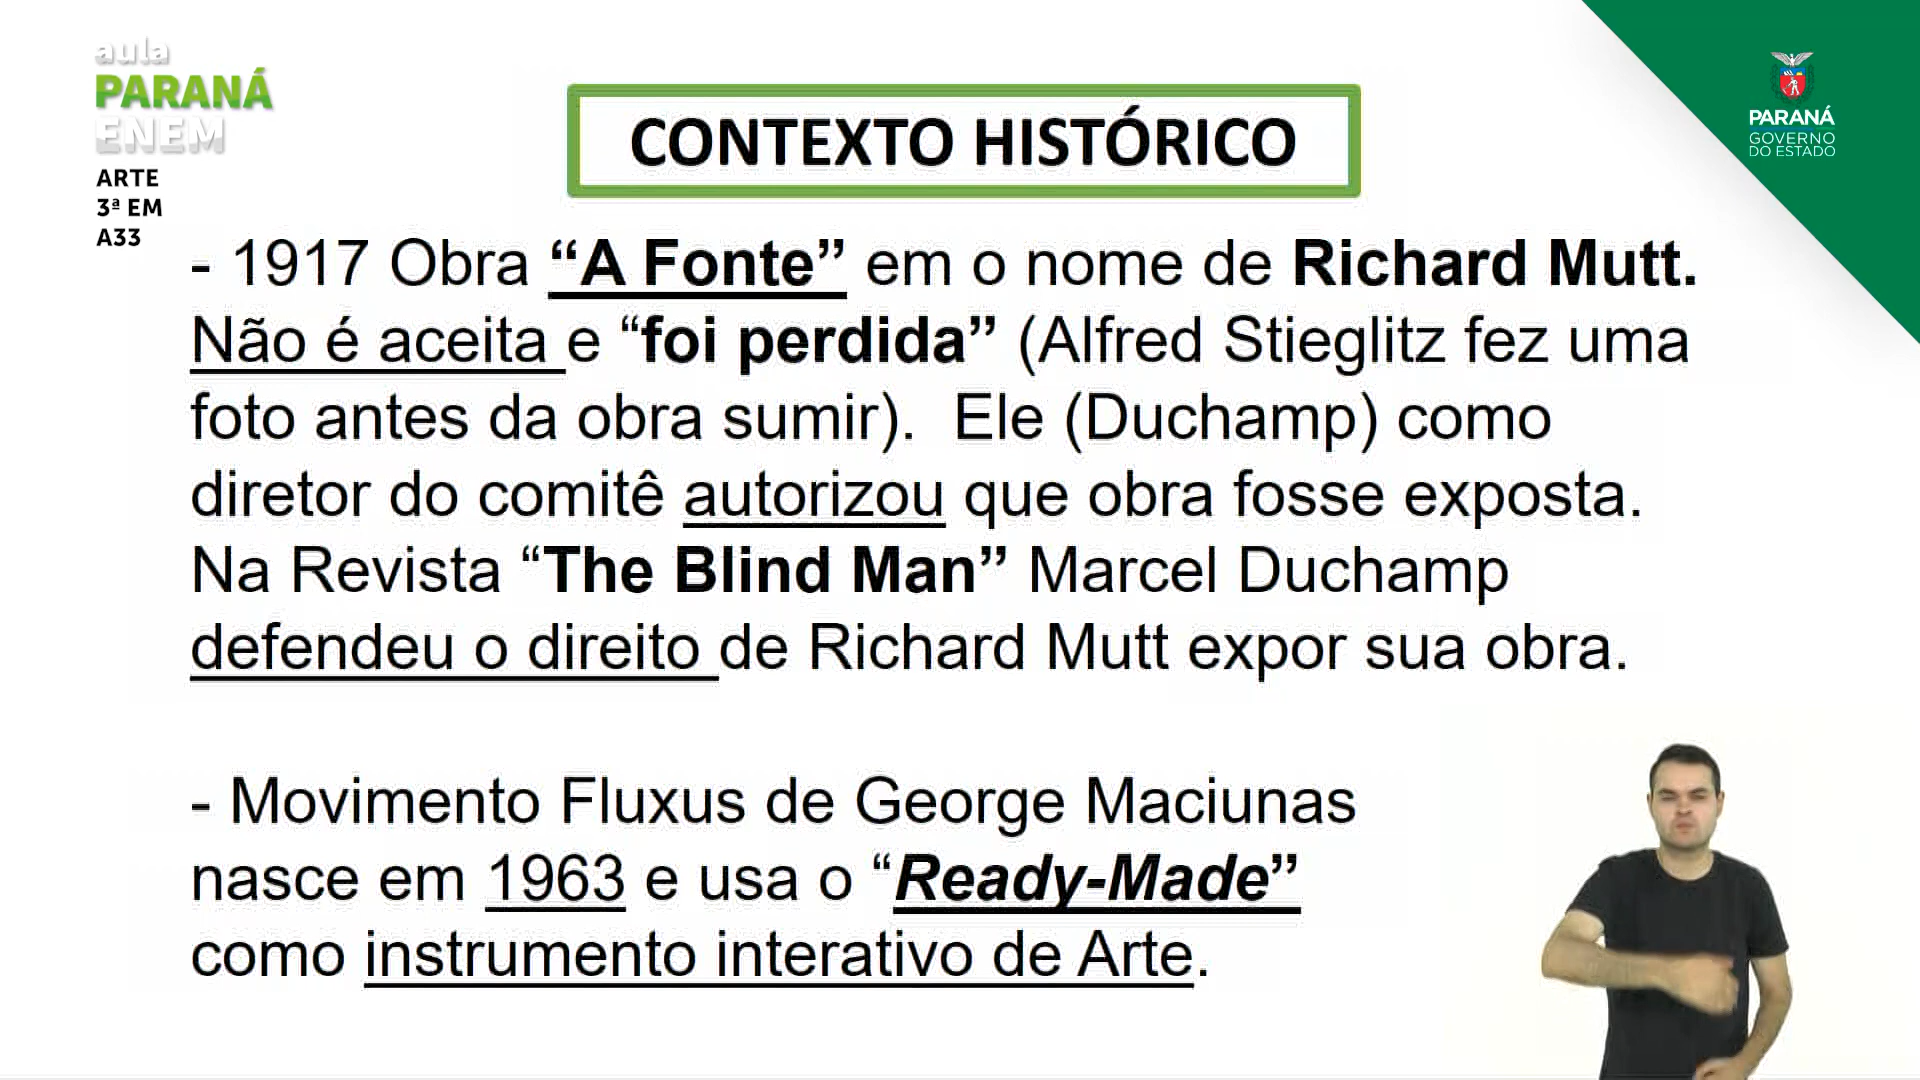 aula
PARANÁ
ENEM
ARTE
3ª EM
A33
PARANÁ
GOVERNO
DO ESTADO
CONTEXTO HISTÓRICO
- 1917 Obra “A Fonte” em o nome de Richard Mutt.
Não é aceita e “foi perdida” (Alfred Stieglitz fez uma
foto antes da obra sumir).  Ele (Duchamp) como
diretor do comitê autorizou que obra fosse exposta.
Na Revista “The Blind Man” Marcel Duchamp
defendeu o direito de Richard Mutt expor sua obra.
- Movimento Fluxus de George Maciunas
nasce em 1963 e usa o “Ready-Made”
como instrumento interativo de Arte.